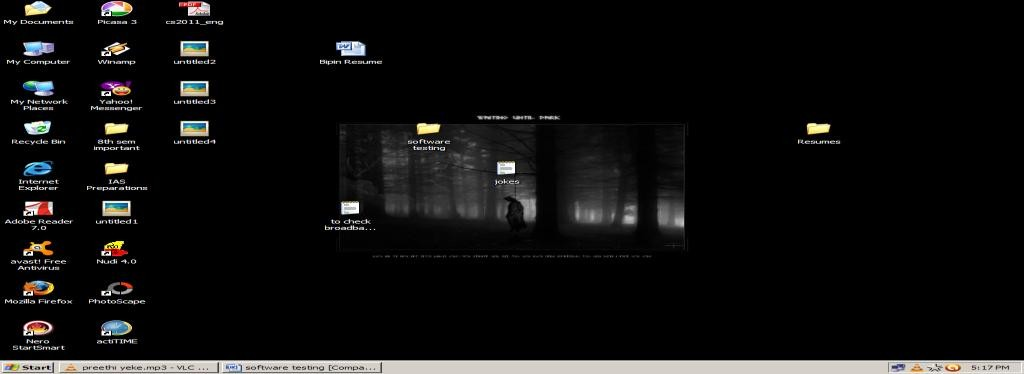 My Documents
Picasa 3
cs2011_eng
My Computer
Winamp
untitled2
Bipin Resume
My Network
Places
Yahoo!
Messenger
untitled3
WAITING UNTIL DARK
Recycle Bin
8th sem
important
untitled4
software
testing
Resumes
Internet
Explorer
IAS
Preparations
jokes
Adobe Reader
7.0
untitled1
to check
broadba...
avast! Free
Antivirus
Nudi 4.0
Mozilla Firefox
PhotoScape
Nero
StartSmart
actiTIME
Start
preethi yeke.mp3 - VLC ...
software testing [Compa...
5:17 PM